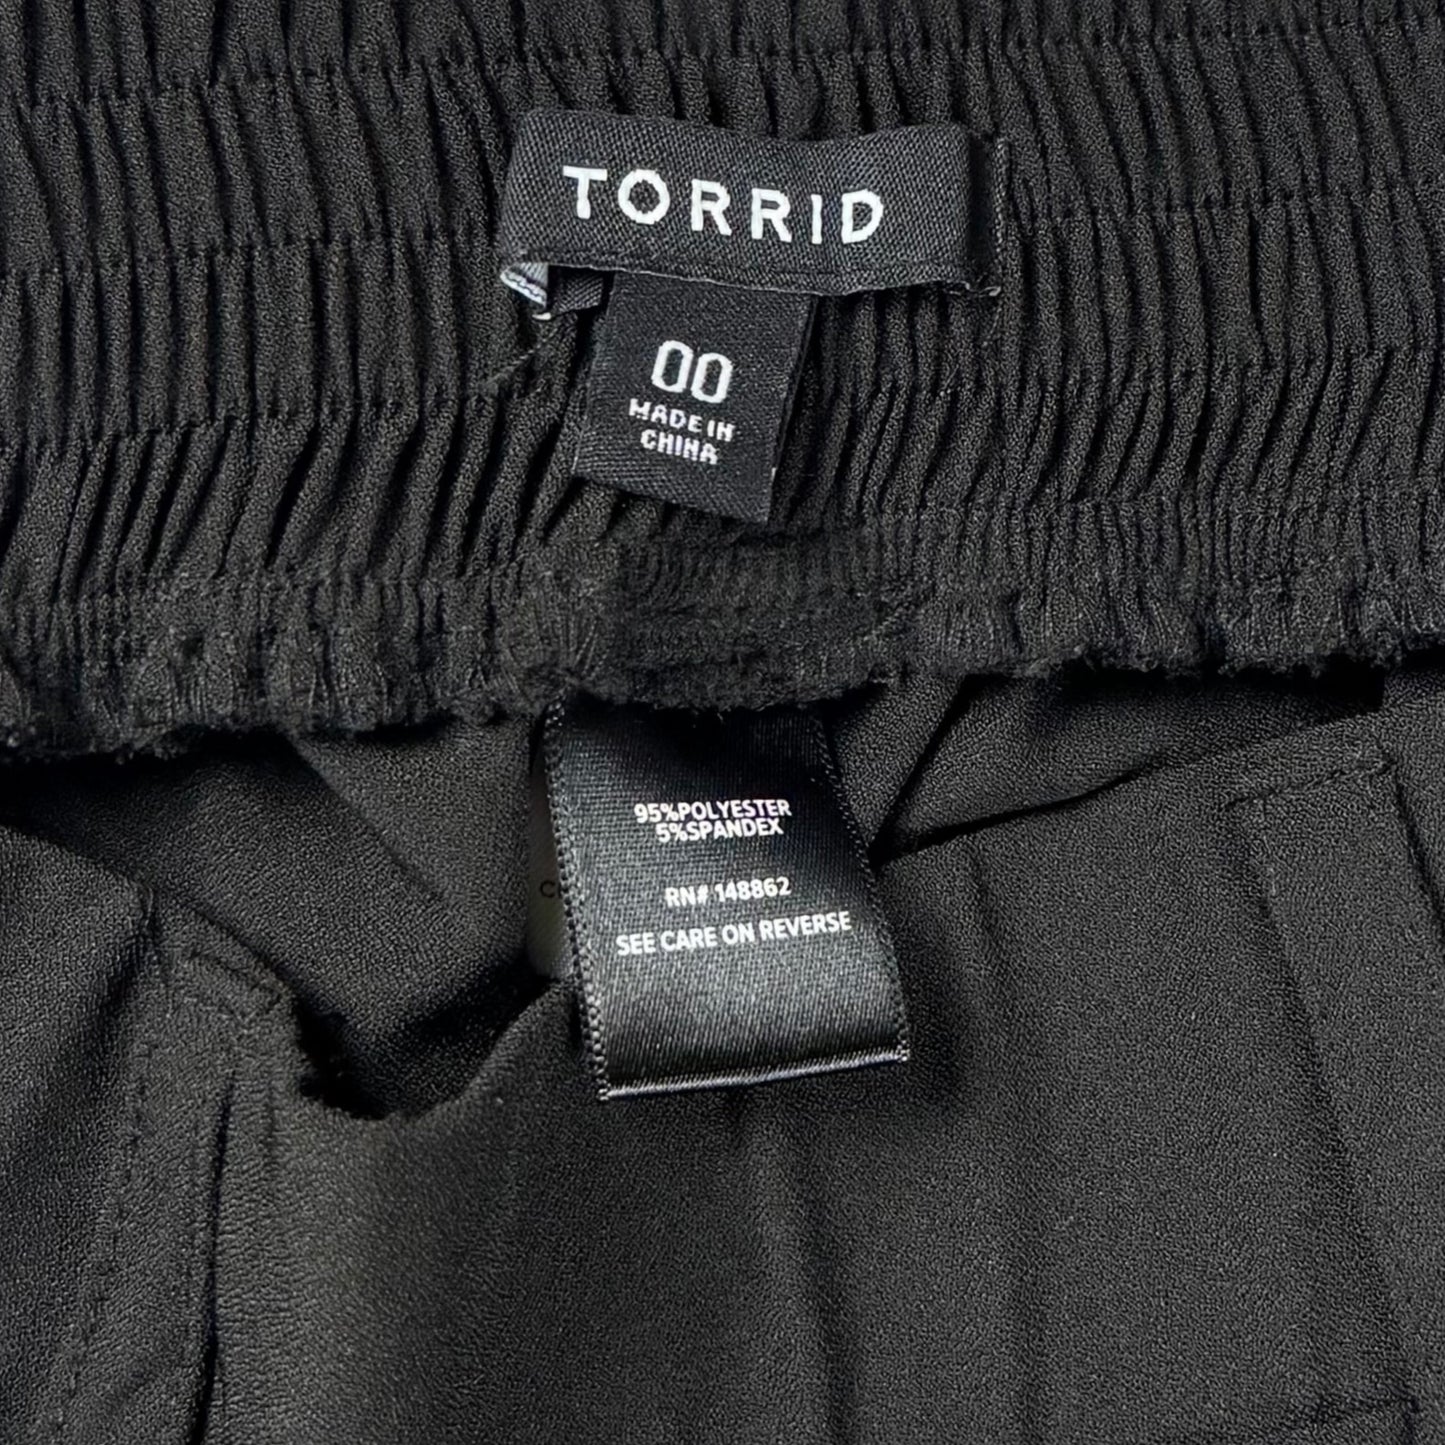 TORRID
00
MADE IN
CHINA
95%POLYESTER
5%SPANDEX
RN# 148862
SEE CARE ON REVERSE